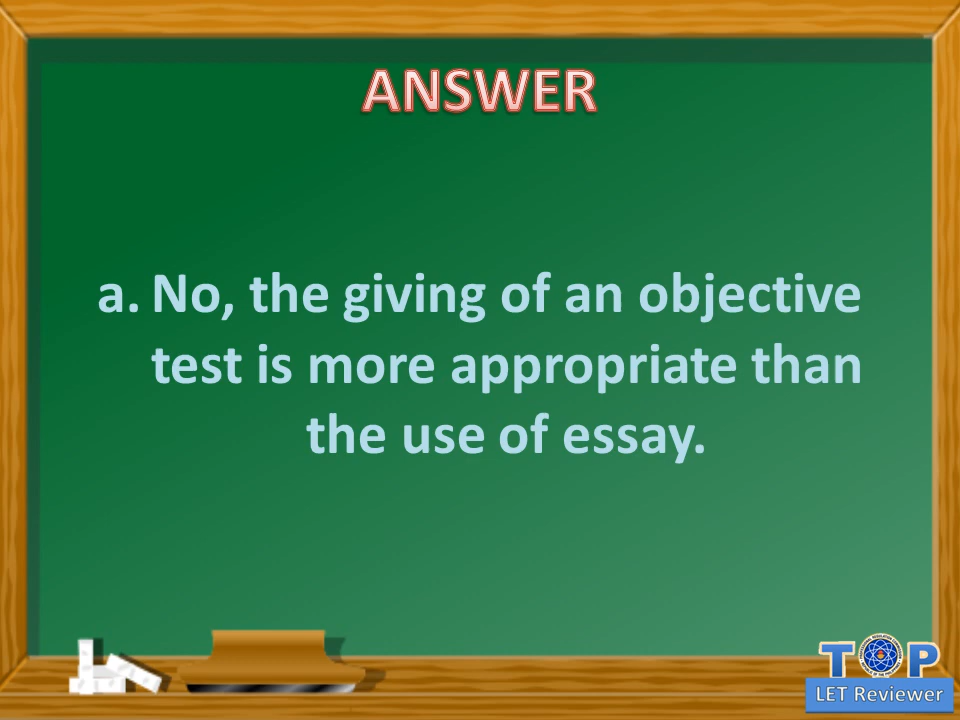 ANSWER
a. No, the giving of an objective
test is more appropriate than
the use of essay.
TOP
LET Reviewer